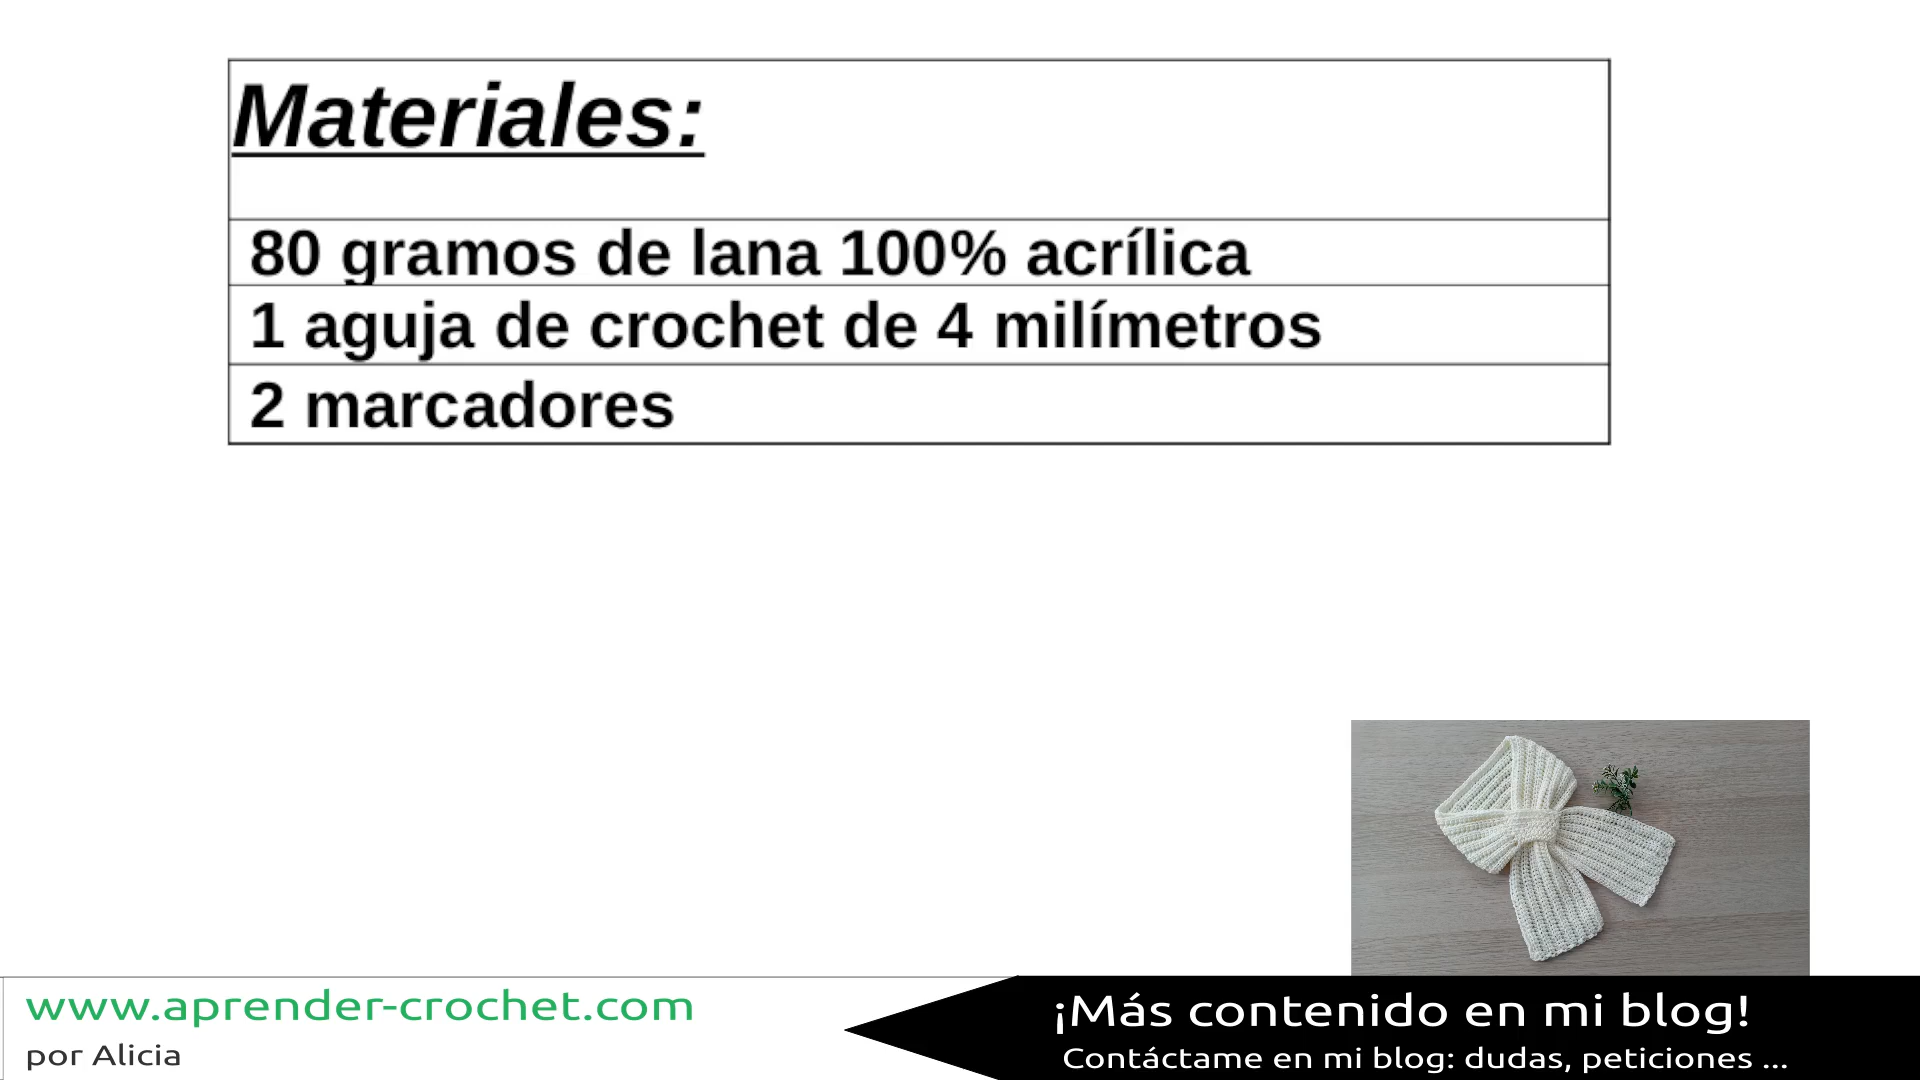 Materiales:
80 gramos de lana 100% acrílica
1 aguja de crochet de 4 milímetros
2 marcadores
www.aprender-crochet.com
por Alicia
¡Más contenido en mi blog!
Contáctame en mi blog: dudas, peticiones ...